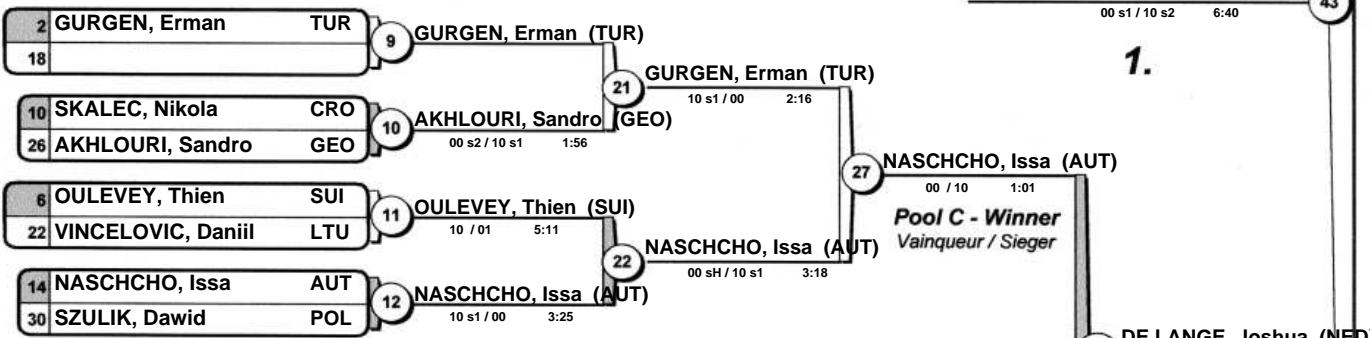 00 s1 / 10 s2 6:40
43
1.
2 GURGEN, Erman TUR
18
9
GURGEN, Erman (TUR)
10 SKALEC, Nikola CRO
26 AKHLOURI, Sandro GEO
10
AKHLOURI, Sandro (GEO)
00 s2 / 10 s1 1:56
21
GURGEN, Erman (TUR)
10 s1 / 00 2:16
6 OULEVEY, Thien SUI
22 VINCELOVIC, Daniil LTU
11
OULEVEY, Thien (SUI)
10 / 01 5:11
14 NASCHCHO, Issa AUT
30 SZULIK, Dawid POL
12
NASCHCHO, Issa (AUT)
10 s1 / 00 3:25
22
NASCHCHO, Issa (AUT)
00 sH / 10 s1 3:18
27
NASCHCHO, Issa (AUT)
00 / 10 1:01
Pool C - Winner
Vainqueur / Sieger
DE LANGE, Joshua (NED)